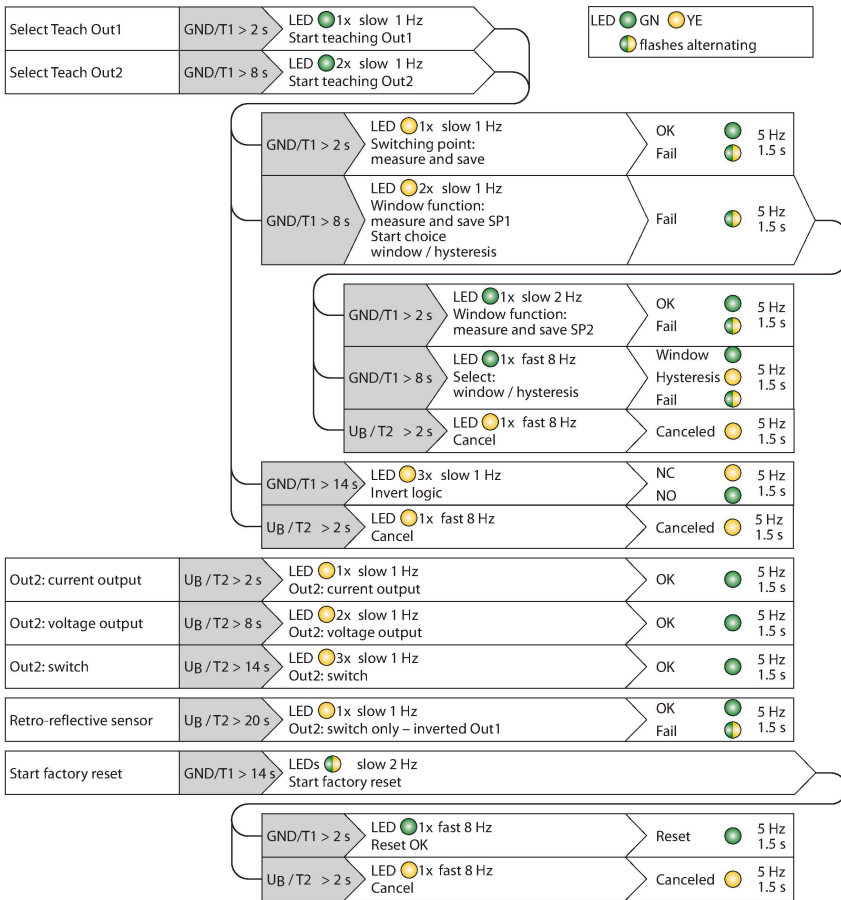 Select Teach Out1 GND/T1 > 2 s LED 1x slow 1 Hz
Start teaching Out1
LED GN YE
flashes alternating
Select Teach Out2 GND/T1 > 8 s LED 2x slow 1 Hz
Start teaching Out2
GND/T1 > 2 s LED 1x slow 1 Hz
Switching point:
measure and save
OK
Fail
5 Hz
1.5 s
GND/T1 > 8 s LED 2x slow 1 Hz
Window function:
measure and save SP1
Start choice
window / hysteresis
Fail
5 Hz
1.5 s
GND/T1 > 2 s LED 1x slow 2 Hz
Window function:
measure and save SP2
OK
Fail
5 Hz
1.5 s
GND/T1 > 8 s LED 1x fast 8 Hz
Select:
window / hysteresis
Window
Hysteresis
Fail
5 Hz
1.5 s
UB / T2 > 2 s LED 1x fast 8 Hz
Cancel
Canceled
5 Hz
1.5 s
GND/T1 > 14 s LED 3x slow 1 Hz
Invert logic
NC
NO
5 Hz
1.5 s
UB / T2 > 2 s LED 1x fast 8 Hz
Cancel
Canceled
5 Hz
1.5 s
Out2: current output UB / T2 > 2 s LED 1x slow 1 Hz
Out2: current output
OK
5 Hz
1.5 s
Out2: voltage output UB / T2 > 8 s LED 2x slow 1 Hz
Out2: voltage output
OK
5 Hz
1.5 s
Out2: switch UB / T2 > 14 s LED 3x slow 1 Hz
Out2: switch
OK
5 Hz
1.5 s
Retro-reflective sensor UB / T2 > 20 s LED 1x slow 1 Hz
Out2: switch only – inverted Out1
OK
Fail
5 Hz
1.5 s
Start factory reset GND/T1 > 14 s LEDs slow 2 Hz
Start factory reset
GND/T1 > 2 s LED 1x fast 8 Hz
Reset OK
Reset
5 Hz
1.5 s
UB / T2 > 2 s LED 1x fast 8 Hz
Cancel
Canceled
5 Hz
1.5 s